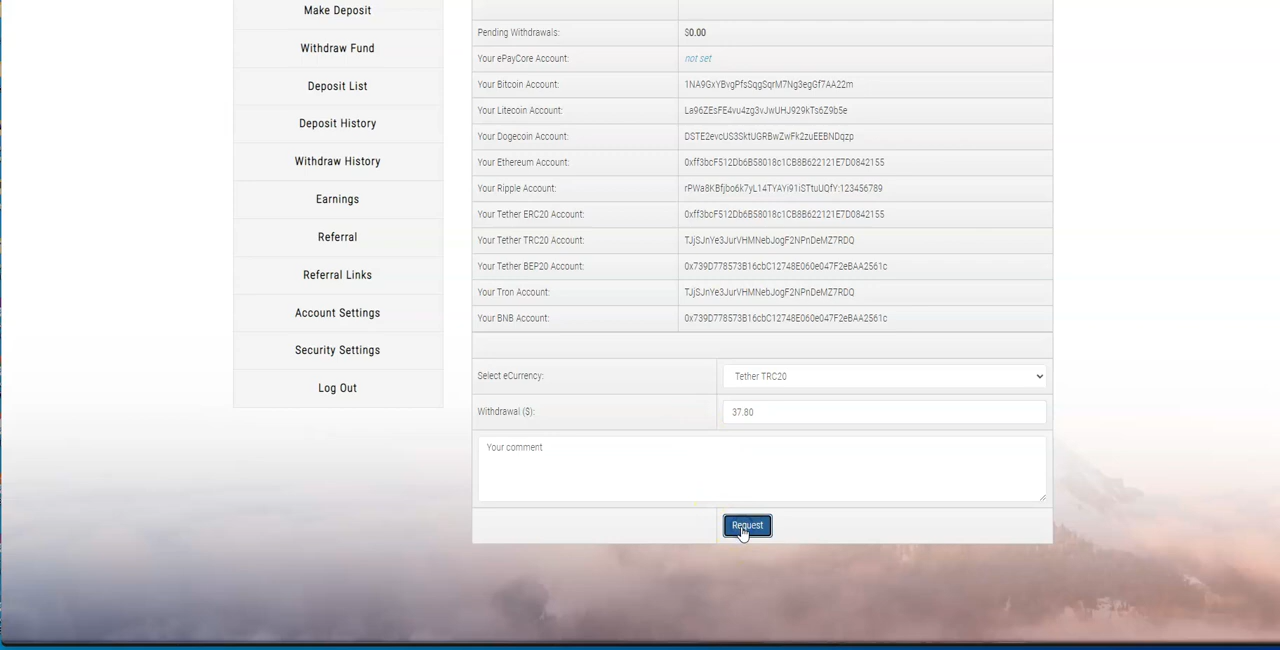 Make Deposit
Withdraw Fund
Deposit List
Deposit History
Withdraw History
Earnings
Referral
Referral Links
Account Settings
Security Settings
Log Out
Pending Withdrawals: $0.00
Your ePayCore Account: not set
Your Bitcoin Account: 1NA9GxYBvgPfsSqgSqrM7Ng3egGf7AA22m
Your Litecoin Account: La96ZEsFE4vu4zg3vJwUHJ929kTs6Z9b5e
Your Dogecoin Account: DSTE2evcUS3SktUGRBwZwFk2zuEEBNDqzp
Your Ethereum Account: 0xff3bcF512Db6B58018c1CB8B622121E7D0842155
Your Ripple Account: rPWa8KBfjbo6k7yL14TYAYi91iSTtuUQfY:123456789
Your Tether ERC20 Account: 0xff3bcF512Db6B58018c1CB8B622121E7D0842155
Your Tether TRC20 Account: TJjSJnYe3JurVHMNebJogF2NPnDeMZ7RDQ
Your Tether BEP20 Account: 0x739D778573B16cbC12748E060e047F2eBAA2561c
Your Tron Account: TJjSJnYe3JurVHMNebJogF2NPnDeMZ7RDQ
Your BNB Account: 0x739D778573B16cbC12748E060e047F2eBAA2561c
Select eCurrency: Tether TRC20
Withdrawal ($): 37.80
Your comment
Request